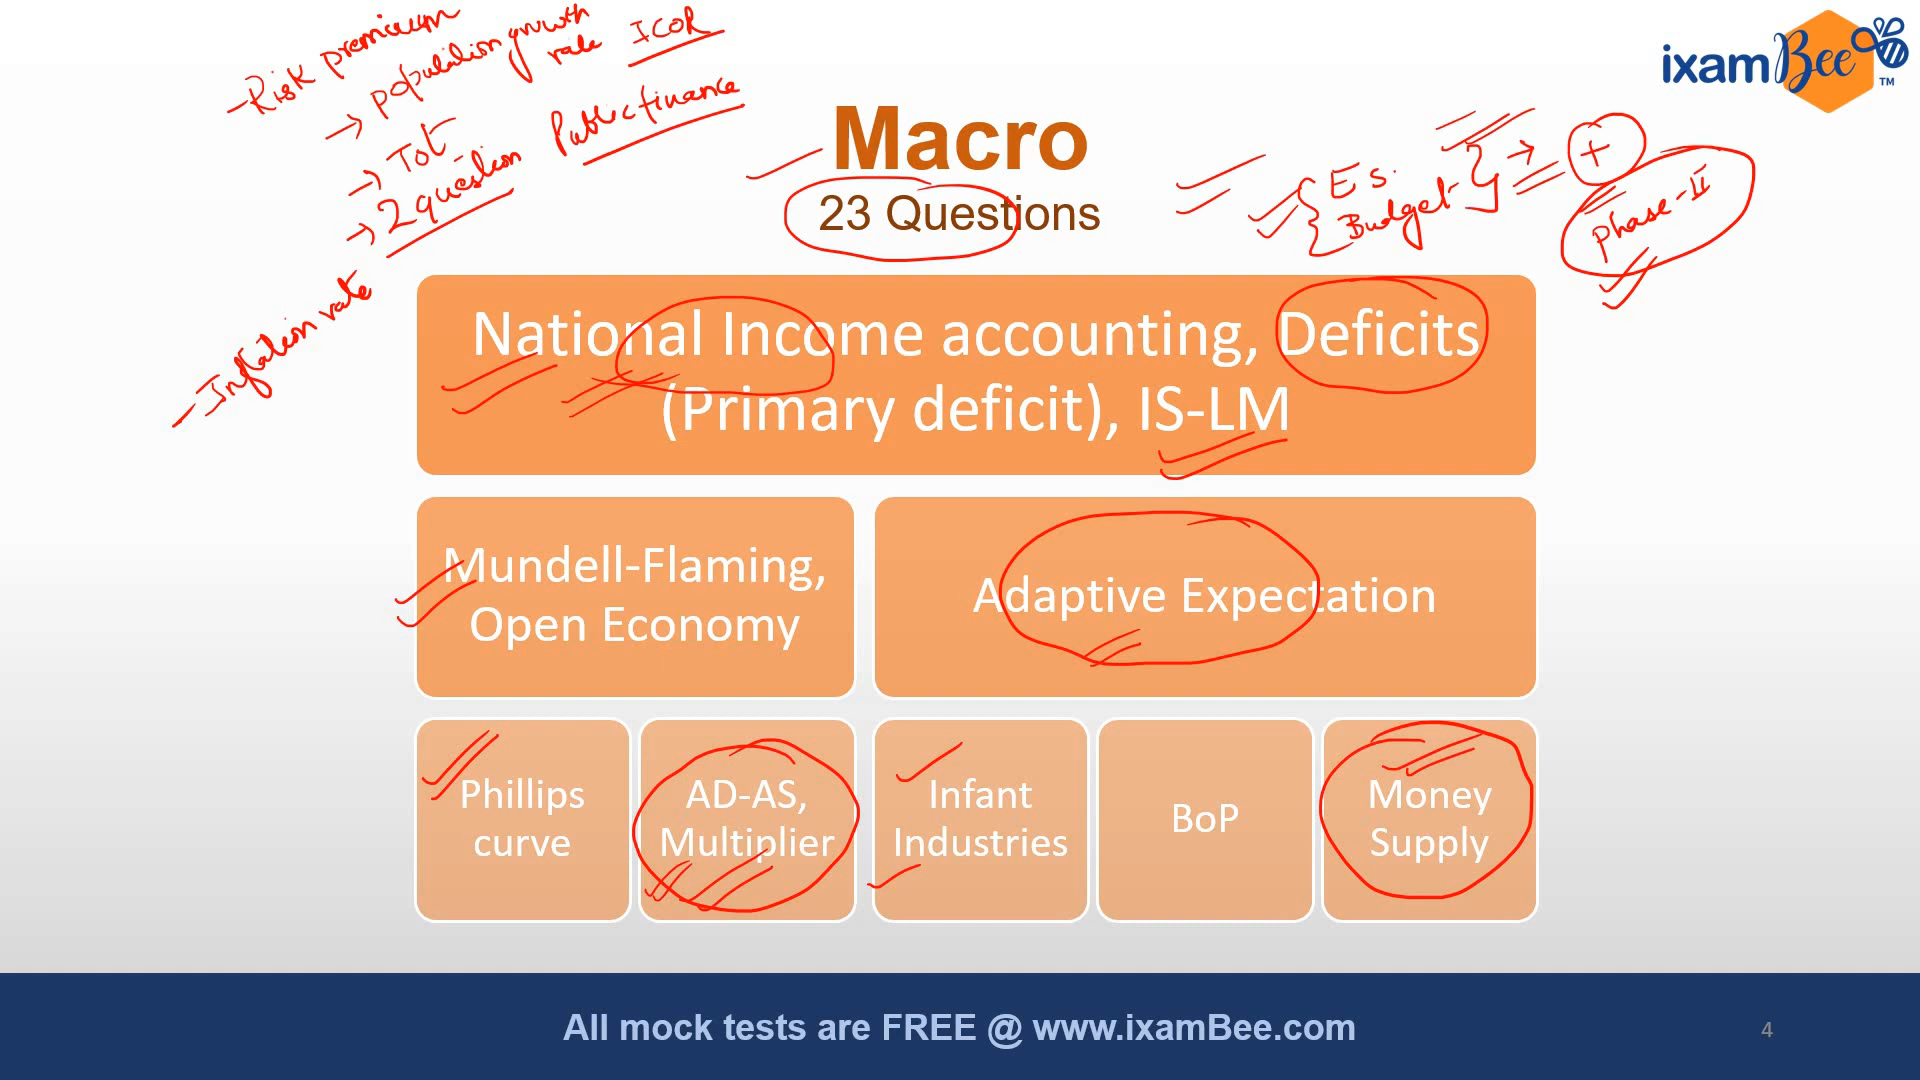 - Risk premium
→ population growth rate
ICOR
→ ToT
→ 2 question
Public finance
- Inflation rate
ixamBee TM
Macro
23 Questions
ES.
Budget
→ +
Phase-II
National Income accounting, Deficits
(Primary deficit), IS-LM
Mundell-Flaming,
Open Economy
Adaptive Expectation
Phillips
curve
AD-AS,
Multiplier
Infant
Industries
BoP
Money
Supply
All mock tests are FREE @ www.ixamBee.com
4